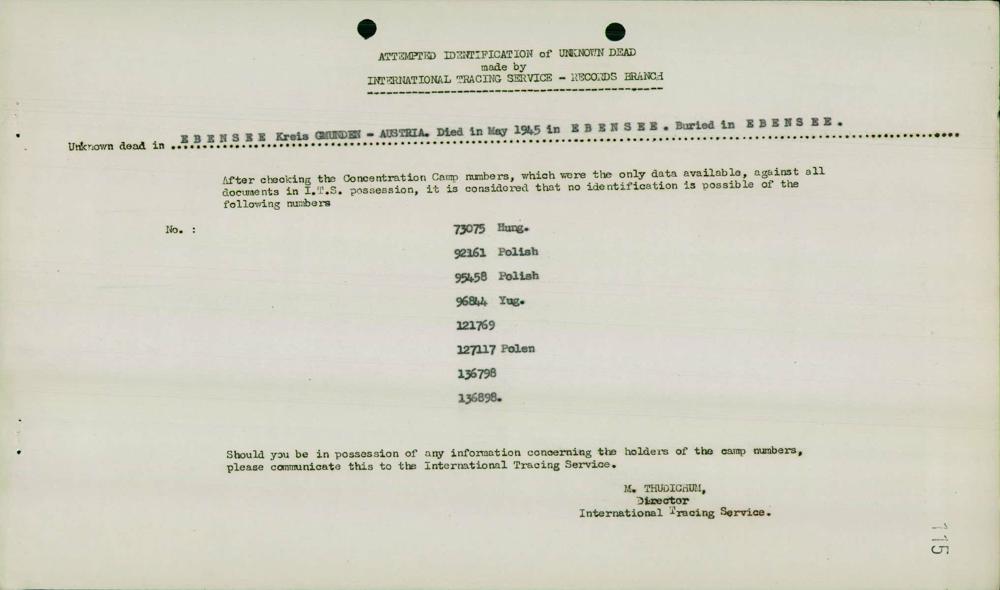 ATTEMPTED IDENTIFICATION of UNKNOWN DEAD
made by
INTERNATIONAL TRACING SERVICE - RECORDS BRANCH
Unknown dead in E B E N S E E Kreis GMUNDEN - AUSTRIA. Died in May 1945 in E B E N S E E . Buried in E B E N S E E .
After checking the Concentration Camp numbers, which were the only data available, against all
documents in I.T.S. possession, it is considered that no identification is possible of the
following numbers
No. : 73075 Hung.
92161 Polish
95458 Polish
96844 Yug.
121769
127117 Polen
136798
136898.
Should you be in possession of any information concerning the holders of the camp numbers,
please communicate this to the International Tracing Service.
M. THUDICHUM,
Director
International Tracing Service.
115